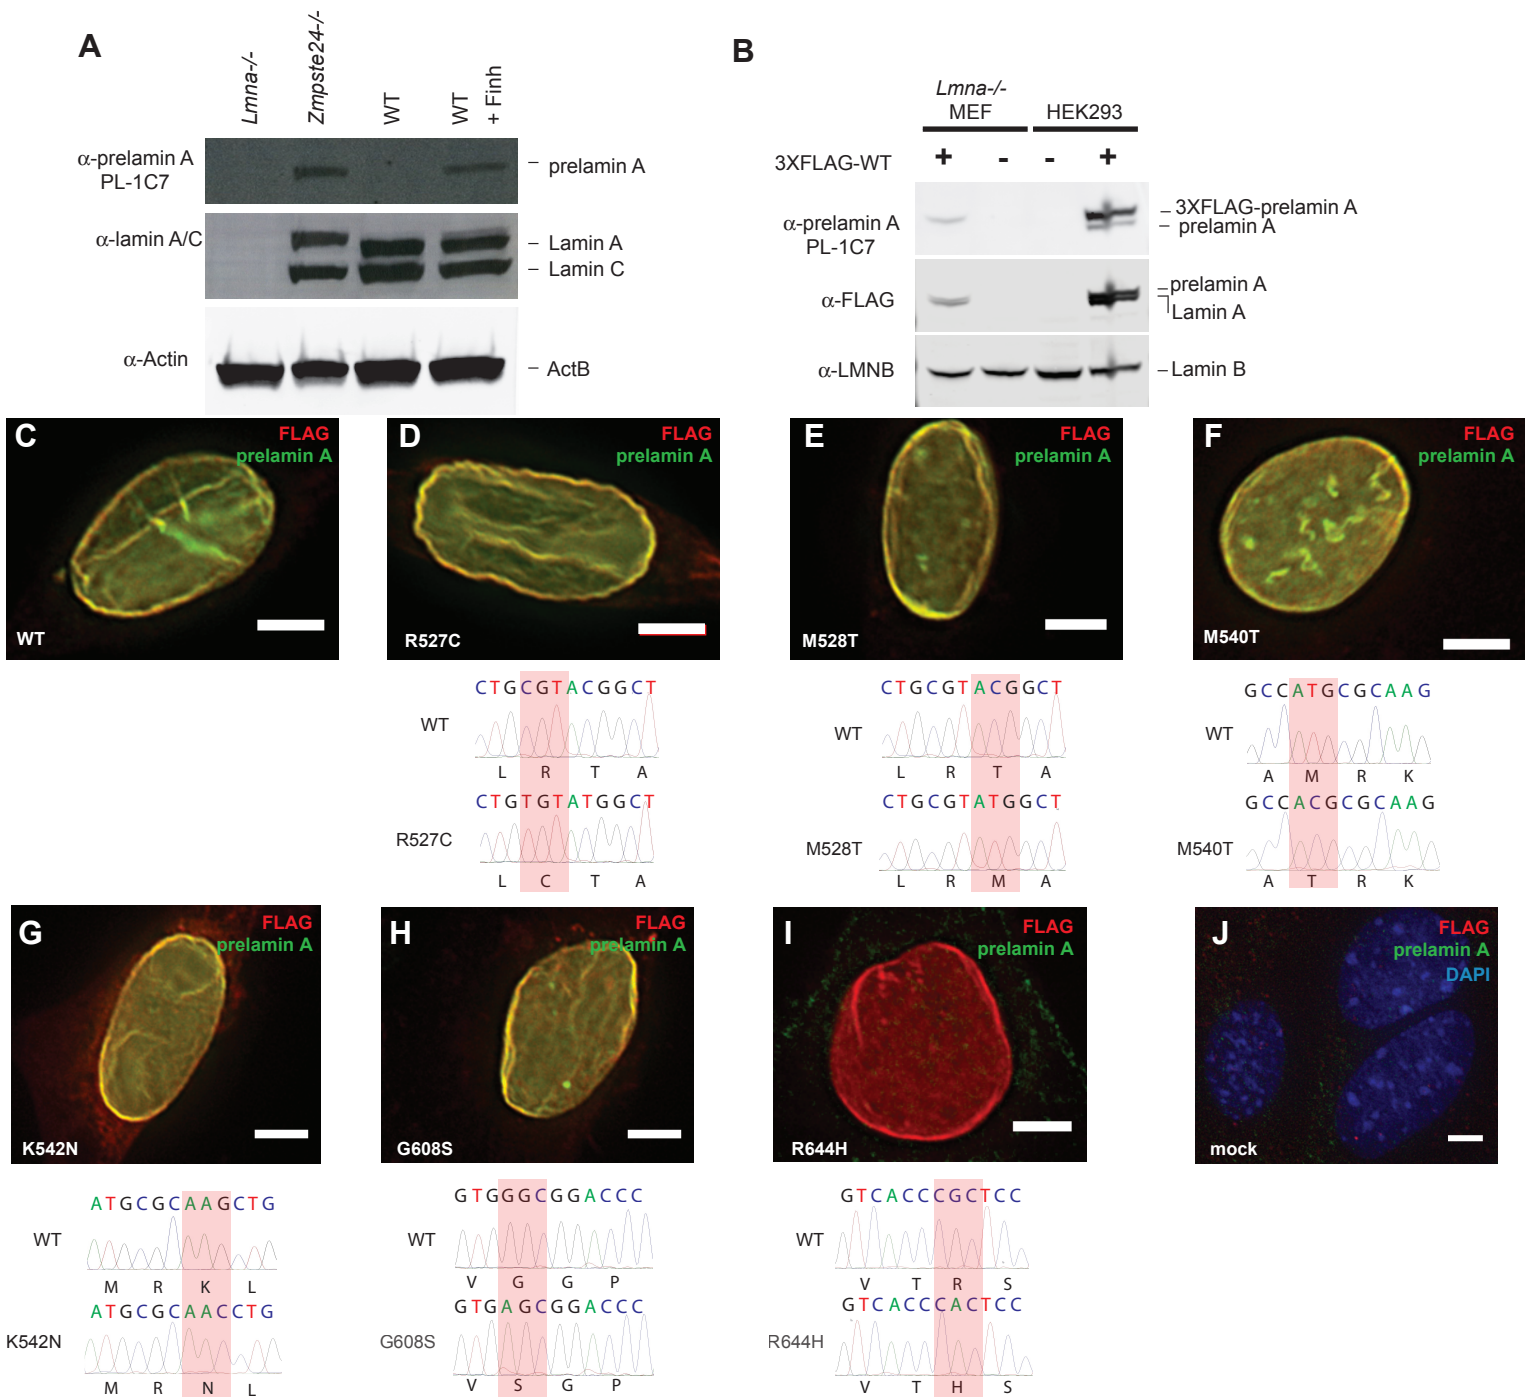 A
Lmna-/-
Zmpste24-/-
WT
WT
+ Finh
α-prelamin A
PL-1C7
prelamin A
α-lamin A/C
Lamin A
Lamin C
α-Actin
ActB
B
Lmna-/-
MEF
HEK293
3XFLAG-WT
+ - - +
α-prelamin A
PL-1C7
3XFLAG-prelamin A
prelamin A
α-FLAG
prelamin A
Lamin A
α-LMNB
Lamin B
C
FLAG
prelamin A
WT
D
FLAG
prelamin A
R527C
CTGCGTACGGCT
WT
L R T A
CTGTGTATGGCT
R527C
L C T A
E
FLAG
prelamin A
M528T
CTGCGTACGGCT
WT
L R T A
CTGCGTATGGCT
M528T
L R M A
F
FLAG
prelamin A
M540T
GCCATGCGCAAG
WT
A M R K
GCCACGCGCAAG
M540T
A T R K
G
FLAG
prelamin A
K542N
ATGCGCAAGCTG
WT
M R K L
ATGCGCAACCTG
K542N
M R N L
H
FLAG
prelamin A
G608S
GTGGGCGGACCC
WT
V G G P
GTGAGCGGACCC
G608S
V S G P
I
FLAG
prelamin A
R644H
GTCACCCGCTCC
WT
V T R S
GTCACCCACTCC
R644H
V T H S
J
FLAG
prelamin A
DAPI
mock